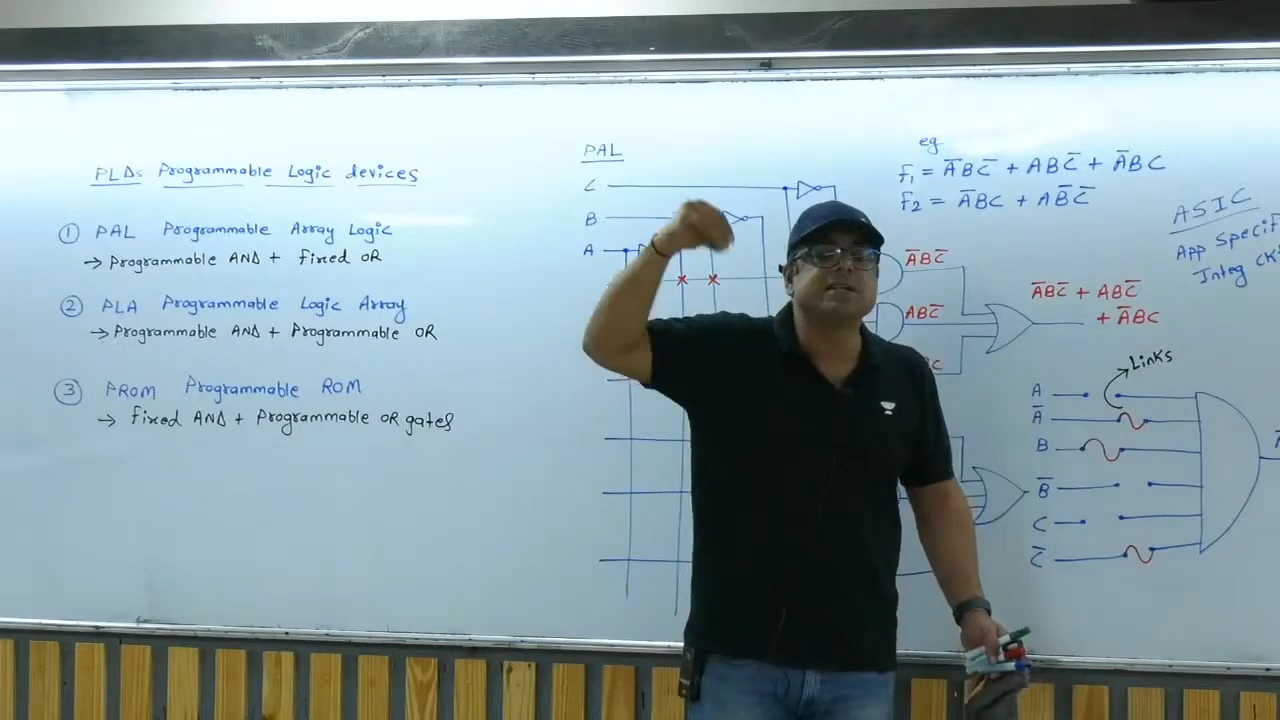 PLDs Programmable Logic devices
① PAL Programmable Array Logic
→ Programmable AND + fixed OR
② PLA Programmable Logic Array
→ Programmable AND + Programmable OR
③ PROM Programmable ROM
→ fixed AND + Programmable OR gates
PAL
C
B
A
eg
F₁ = A̅BC̅ + ABC̅ + A̅BC
F₂ = A̅BC + AB̅C̅
ASIC
App Specif
Integ CK
A̅BC̅
ABC̅
BC
A̅BC̅ + ABC̅
+ A̅BC
Links
A
A̅
B
B̅
C
C̅